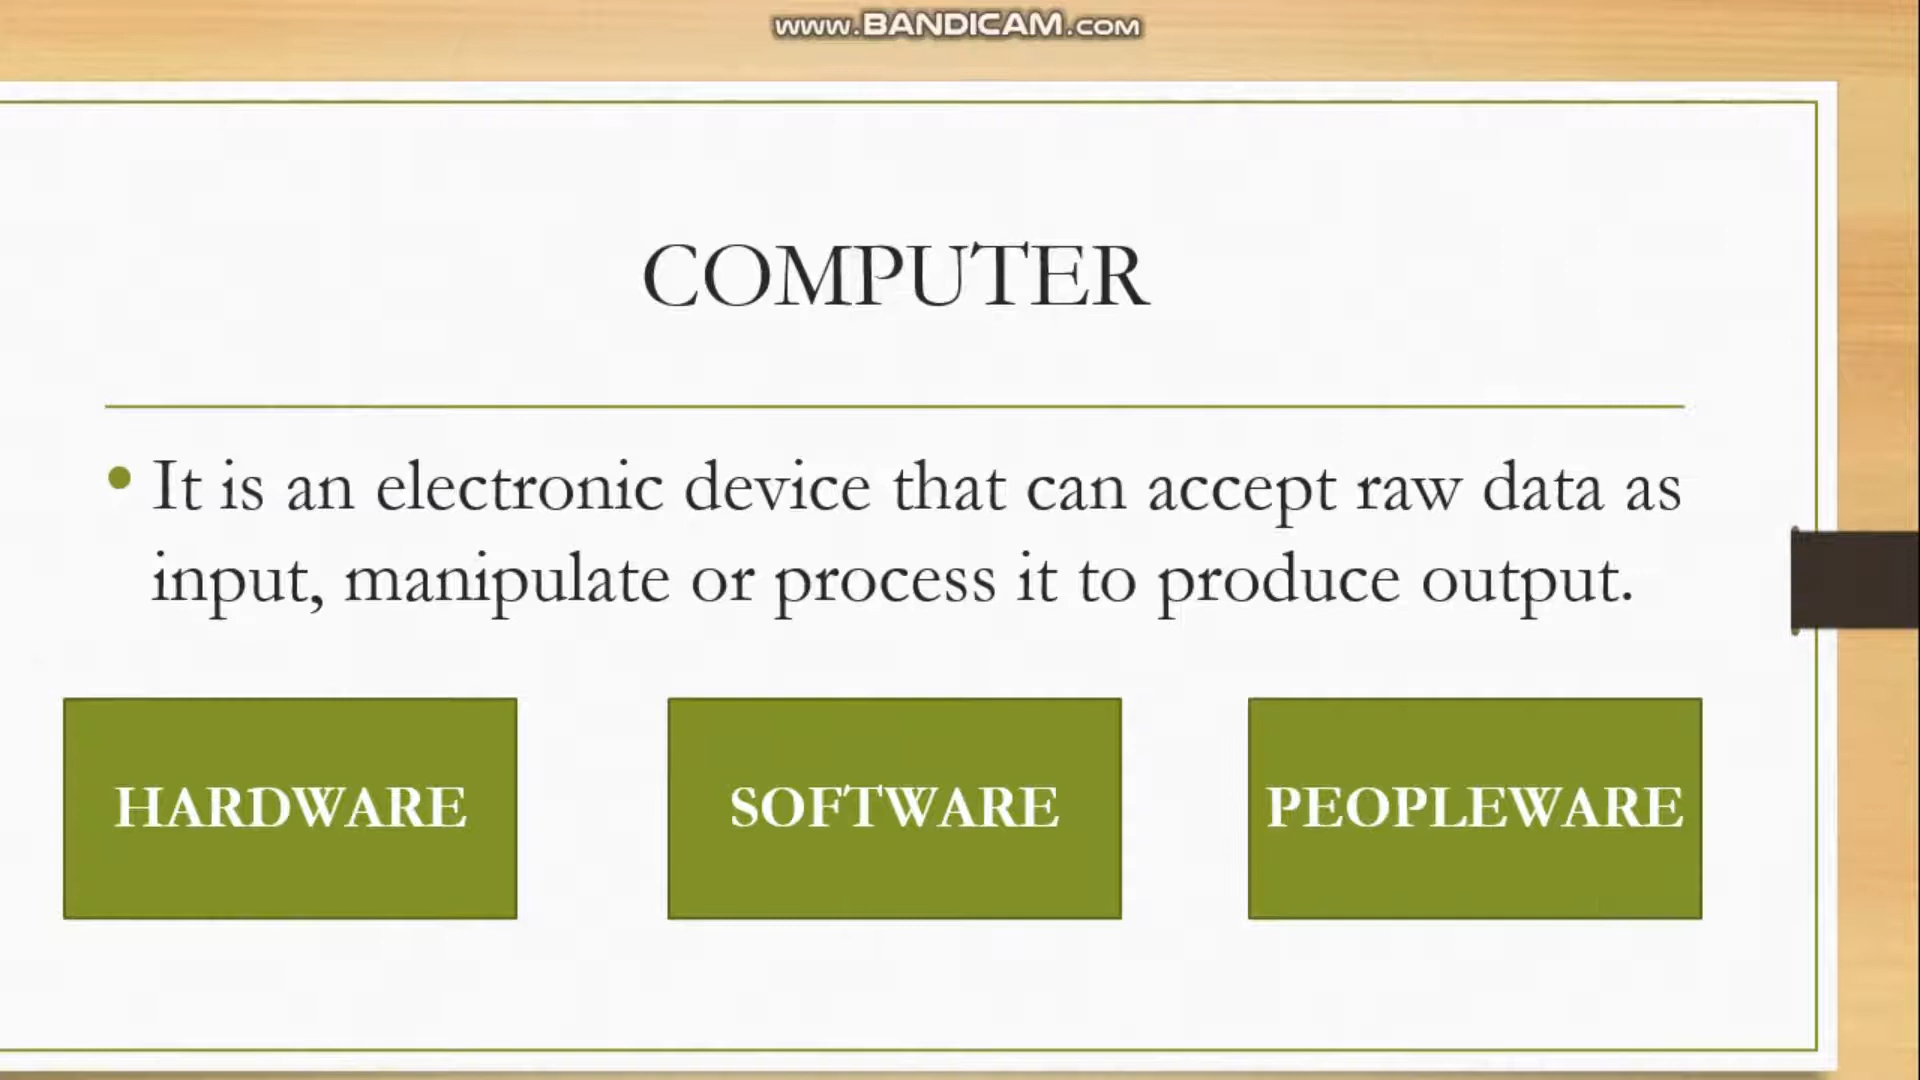 www.BANDICAM.com
COMPUTER
• It is an electronic device that can accept raw data as
input, manipulate or process it to produce output.
HARDWARE
SOFTWARE
PEOPLEWARE